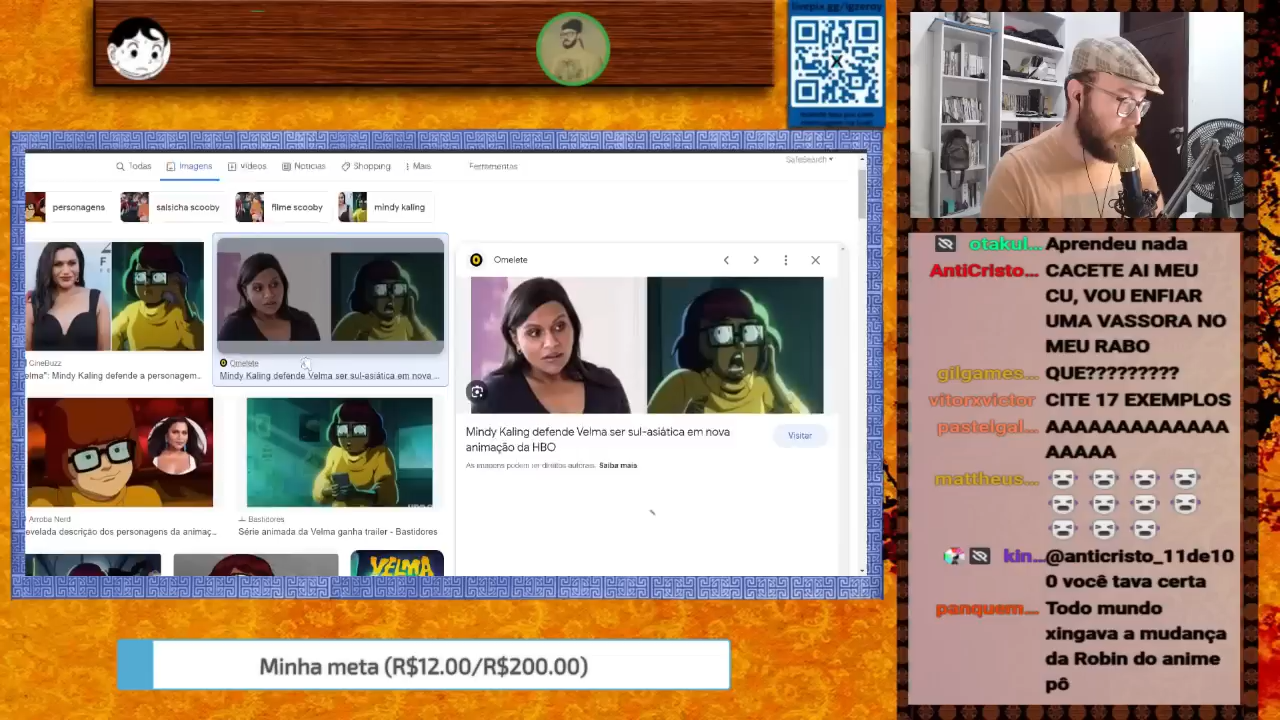 livepix.gg/igzeroy
Todas
Imagens
Vídeos
Notícias
Shopping
Mais
Ferramentas
SafeSearch
personagens
salsicha scooby
filme scooby
mindy kaling
CineBuzz
elma": Mindy Kaling defende a personagem...
Omelete
Mindy Kaling defende Velma ser sul-asiática em nova ...
Arroba Nerd
evelada descrição dos personagens da animaç...
Bastidores
Série animada da Velma ganha trailer - Bastidores
VELMA
Omelete
Mindy Kaling defende Velma ser sul-asiática em nova
animação da HBO
Visitar
As imagens podem ter direitos autorais. Saiba mais
Minha meta (R$12.00/R$200.00)
otakul... Aprendeu nada
AntiCristo... CACETE AI MEU
CU, VOU ENFIAR
UMA VASSORA NO
MEU RABO
gilgames... QUE?????????
vitorxvictor CITE 17 EXEMPLOS
pastelgal... AAAAAAAAAAAAA
AAAAA
mattheus...
kin... @anticristo_11de10
0 você tava certa
panquem... Todo mundo
xingava a mudança
da Robin do anime
pô